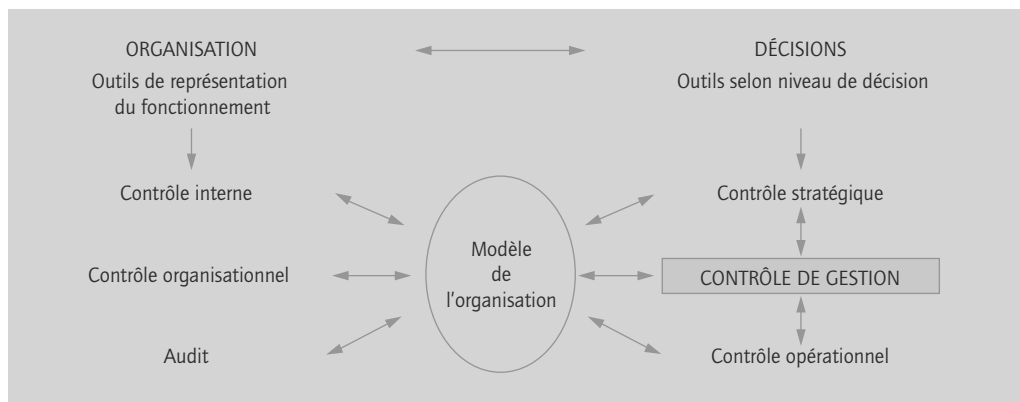 ORGANISATION
Outils de représentation
du fonctionnement
DÉCISIONS
Outils selon niveau de décision
Contrôle interne
Contrôle organisationnel
Audit
Modèle
de
l'organisation
Contrôle stratégique
CONTRÔLE DE GESTION
Contrôle opérationnel